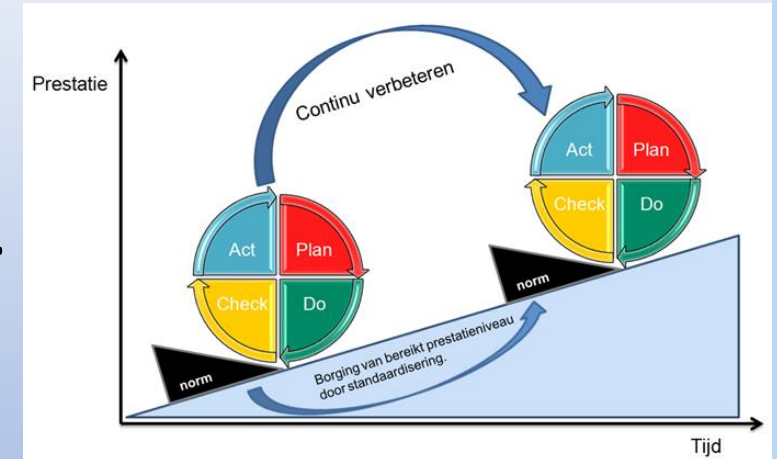 Prestatie
Continu verbeteren
Act
Plan
Check
Do
Act
Plan
Check
Do
norm
norm
Borging van bereikt prestatieniveau
door standaardisering.
Tijd